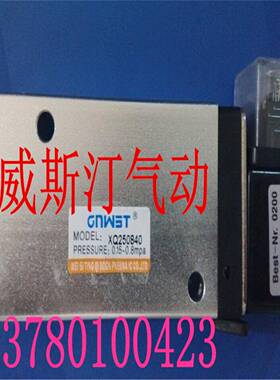 威斯汀气动
GNWST
MODEL: XQ250840
PRESSURE: 0.15-0.8mpa
Best-Nr. 0200
3780100423